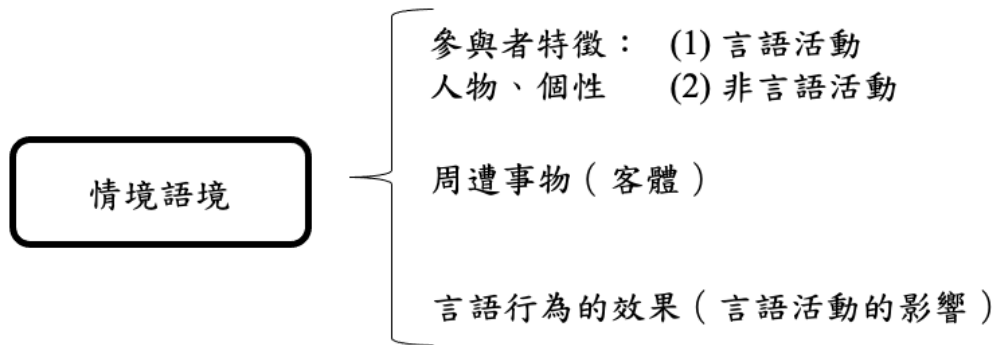 參與者特徵： (1) 言語活動
人物、個性 (2) 非言語活動
情境語境
周遭事物（客體）
言語行為的效果（言語活動的影響）